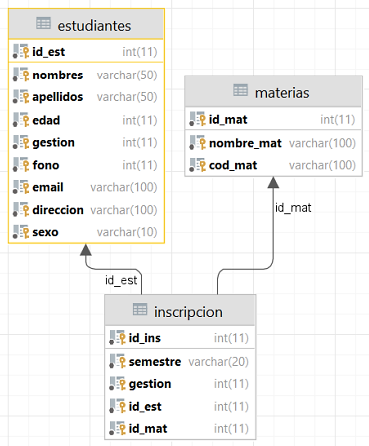 estudiantes
id_est int(11)
nombres varchar(50)
apellidos varchar(50)
edad int(11)
gestion int(11)
fono int(11)
email varchar(100)
direccion varchar(100)
sexo varchar(10)
materias
id_mat int(11)
nombre_mat varchar(100)
cod_mat varchar(100)
id_mat
id_est
inscripcion
id_ins int(11)
semestre varchar(20)
gestion int(11)
id_est int(11)
id_mat int(11)